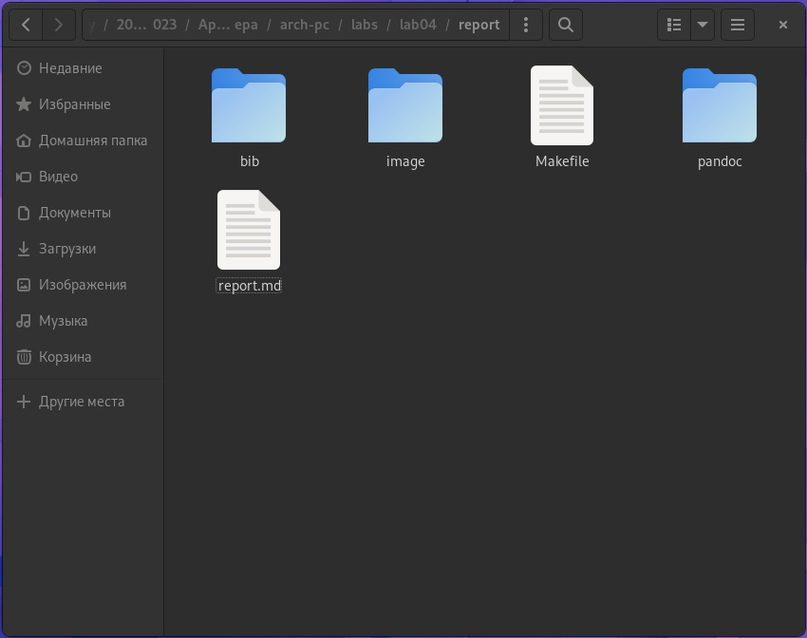 / 20… 023 / Ap… epa / arch-pc / labs / lab04 / report
Недавние
Избранные
Домашняя папка
Видео
Документы
Загрузки
Изображения
Музыка
Корзина
Другие места
bib
image
Makefile
pandoc
report.md